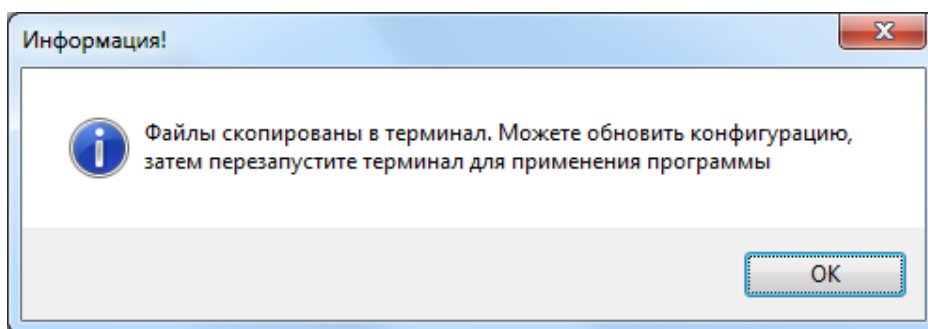 Информация!
Файлы скопированы в терминал. Можете обновить конфигурацию,
затем перезапустите терминал для применения программы
OK